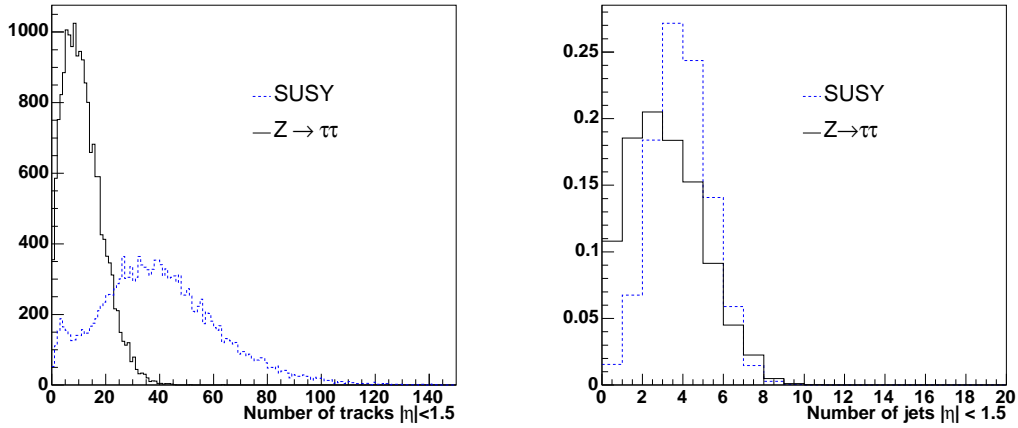 1000
800
600
400
200
0
0 20 40 60 80 100 120 140
Number of tracks |η|<1.5
SUSY
Z → ττ
0.25
0.2
0.15
0.1
0.05
0
0 2 4 6 8 10 12 14 16 18 20
Number of jets |η| < 1.5
SUSY
Z→ττ